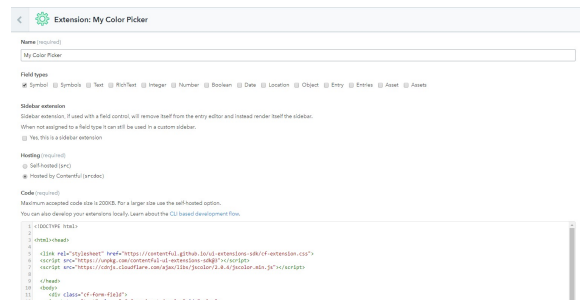 Extension: My Color Picker
Name (required)
My Color Picker
Field types
Symbol Symbols Text RichText Integer Number Boolean Date Location Object Entry Entries Asset Assets
Sidebar extension
Sidebar extension, if used with a field control, will remove itself from the entry editor and instead render itself the sidebar.
When not assigned to a field type it can still be used in a custom sidebar.
Yes, this is a sidebar extension
Hosting (required)
Self-hosted (src)
Hosted by Contentful (srcdoc)
Code (required)
Maximum accepted code size is 200KB. For a larger size use the self-hosted option.
You can also develop your extensions locally. Learn about the CLI based development flow.
1 <!DOCTYPE html>
2
3 <html><head>
4
5 <link rel="stylesheet" href="https://contentful.github.io/ui-extensions-sdk/cf-extension.css">
6 <script src="https://unpkg.com/contentful-ui-extensions-sdk@3"></script>
7 <script src="https://cdnjs.cloudflare.com/ajax/libs/jscolor/2.0.4/jscolor.min.js"></script>
8
9 </head>
10 <body>
11 <div class="cf-form-field">